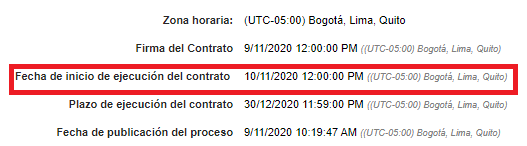 Zona horaria: (UTC-05:00) Bogotá, Lima, Quito
Firma del Contrato 9/11/2020 12:00:00 PM ((UTC-05:00) Bogotá, Lima, Quito)
Fecha de inicio de ejecución del contrato 10/11/2020 12:00:00 PM ((UTC-05:00) Bogotá, Lima, Quito)
Plazo de ejecución del contrato 30/12/2020 11:59:00 PM ((UTC-05:00) Bogotá, Lima, Quito)
Fecha de publicación del proceso 9/11/2020 10:19:47 AM ((UTC-05:00) Bogotá, Lima, Quito)